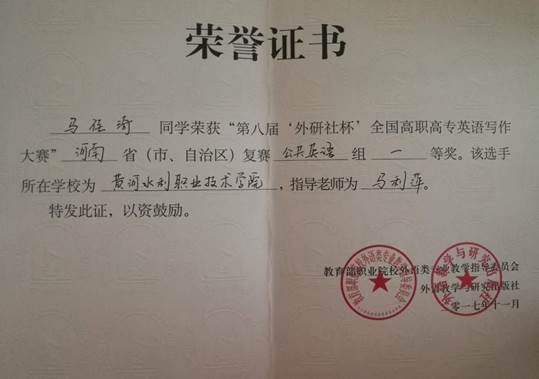 荣誉证书
马任琦 同学荣获“第八届‘外研社杯’全国高职高专英语写作
大赛” 河南 省（市、自治区）复赛 公共英语 组 一 等奖。该选手
所在学校为 黄河水利职业技术学院，指导老师为 马利萍。
特发此证，以资鼓励。
教育部职业院校外语类专业教学指导委员会
外语教学与研究出版社
二〇一七年十一月